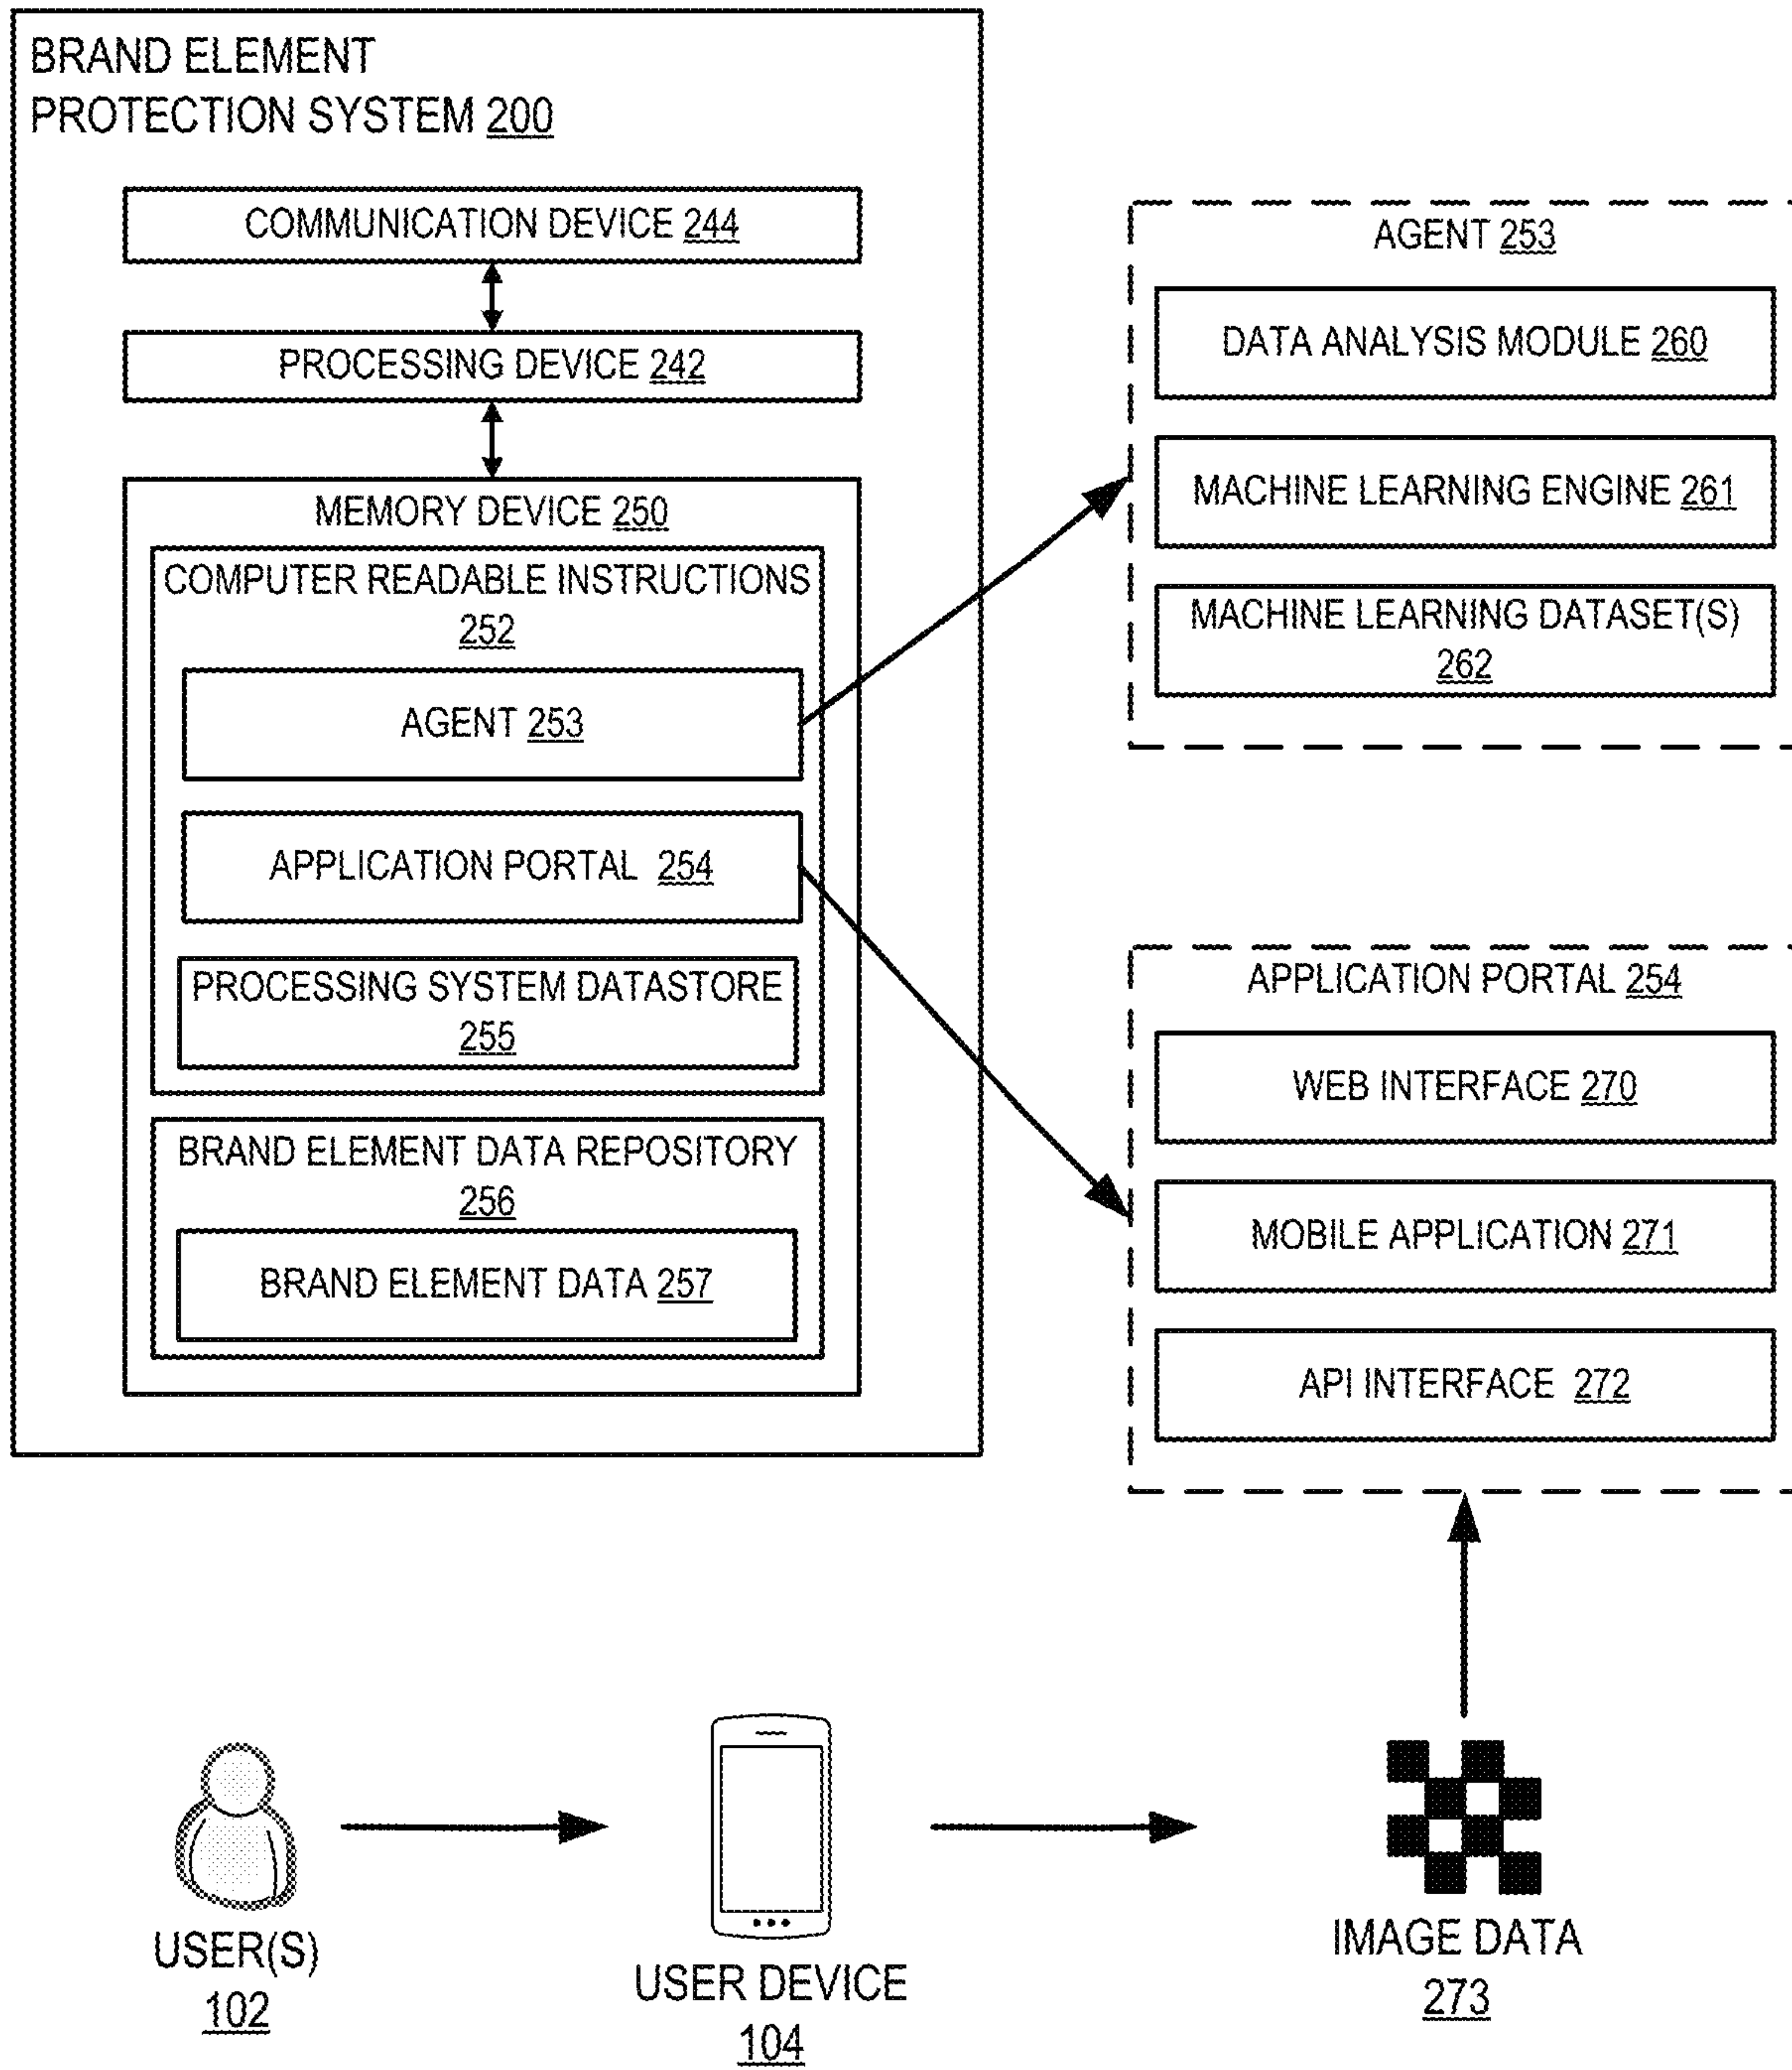 BRAND ELEMENT
PROTECTION SYSTEM 200
COMMUNICATION DEVICE 244
PROCESSING DEVICE 242
MEMORY DEVICE 250
COMPUTER READABLE INSTRUCTIONS
252
AGENT 253
APPLICATION PORTAL 254
PROCESSING SYSTEM DATASTORE
255
BRAND ELEMENT DATA REPOSITORY
256
BRAND ELEMENT DATA 257
AGENT 253
DATA ANALYSIS MODULE 260
MACHINE LEARNING ENGINE 261
MACHINE LEARNING DATASET(S)
262
APPLICATION PORTAL 254
WEB INTERFACE 270
MOBILE APPLICATION 271
API INTERFACE 272
USER(S)
102
USER DEVICE
104
IMAGE DATA
273